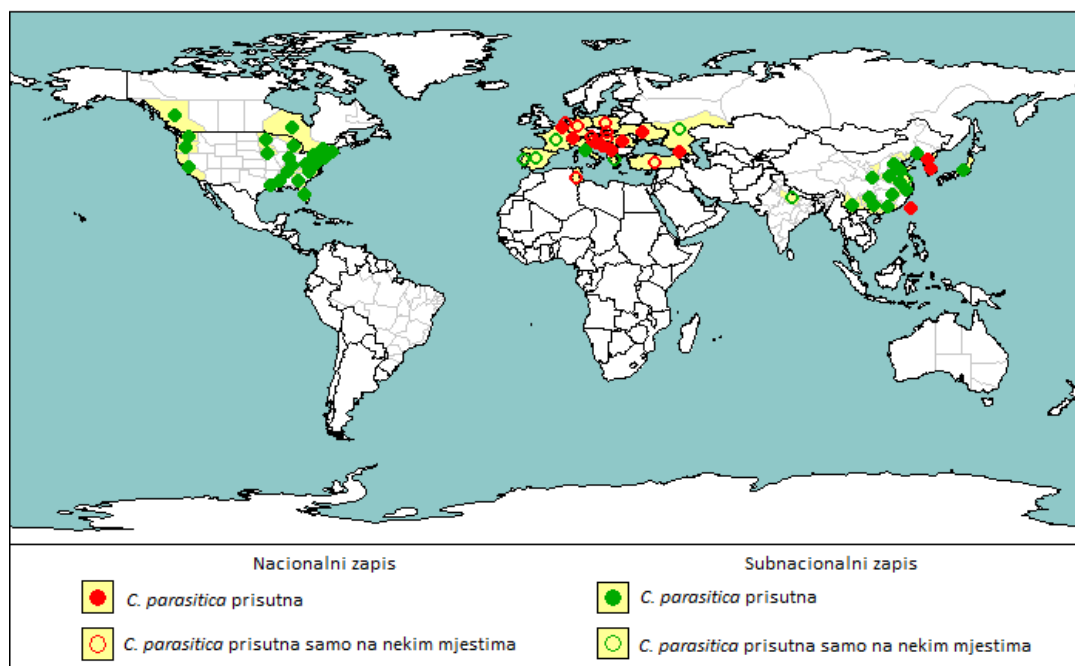 Nacionalni zapis
C. parasitica prisutna
C. parasitica prisutna samo na nekim mjestima
Subnacionalni zapis
C. parasitica prisutna
C. parasitica prisutna samo na nekim mjestima